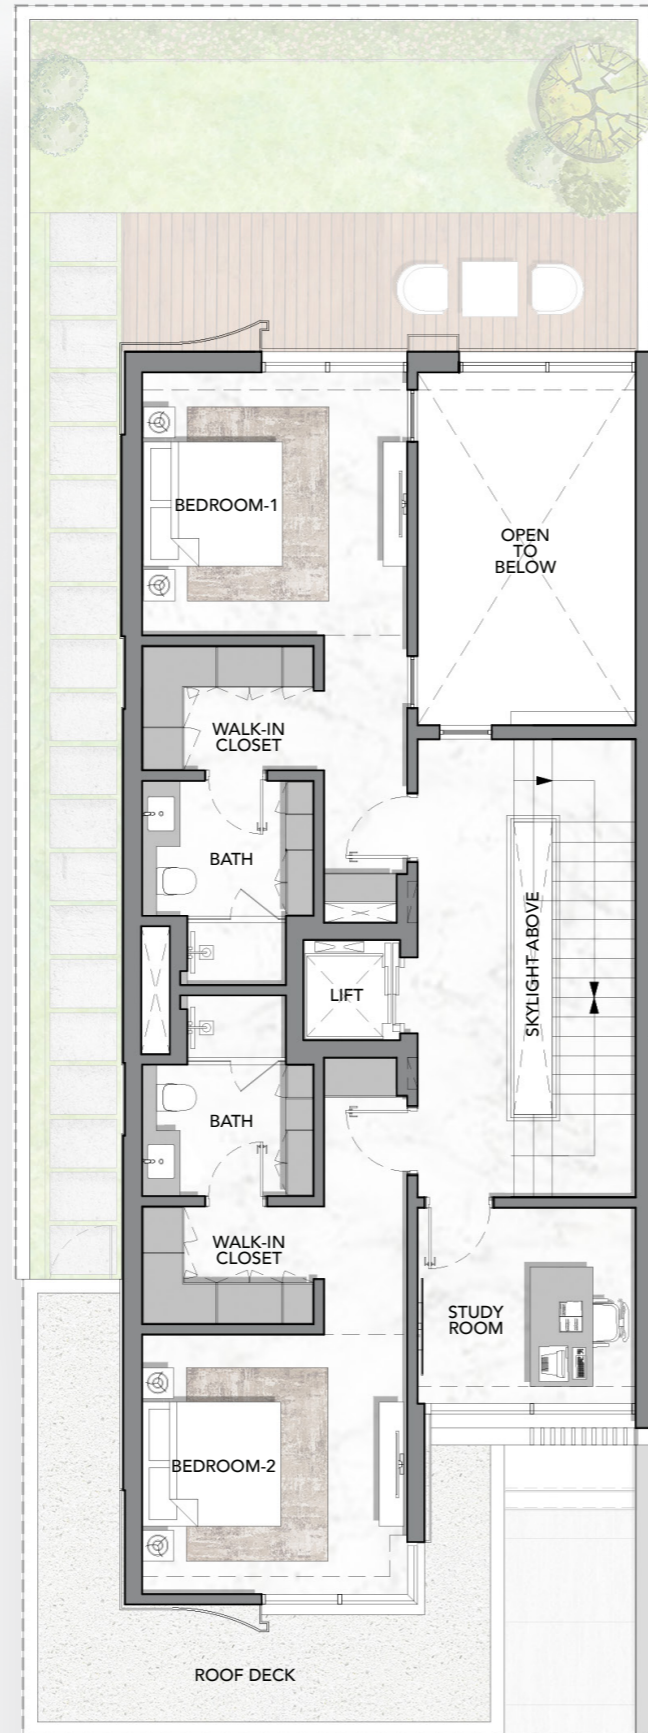 BEDROOM-1
OPEN
TO
BELOW
WALK-IN
CLOSET
BATH
SKYLIGHT-ABOVE
LIFT
BATH
WALK-IN
CLOSET
STUDY
ROOM
BEDROOM-2
ROOF DECK